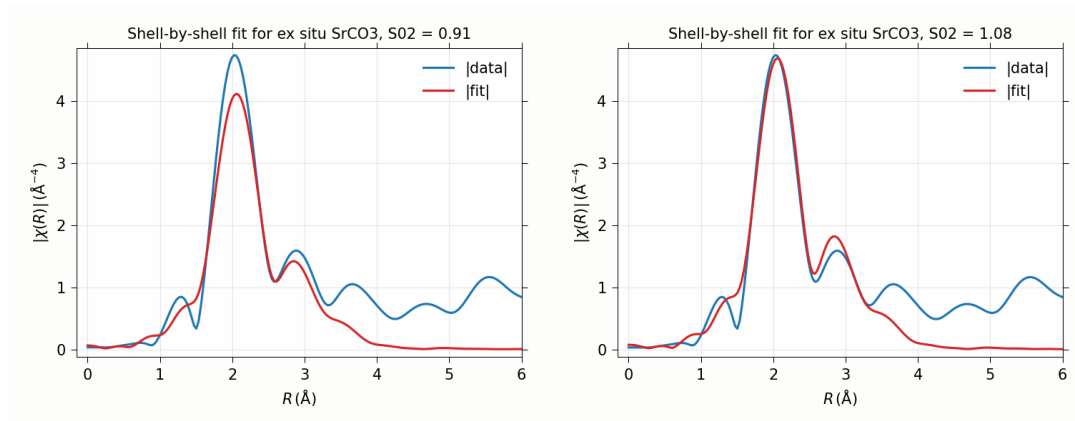 Shell-by-shell fit for ex situ SrCO3, S02 = 0.91
|data|
|fit|
4
3
2
1
0
|χ(R)| (Å⁻⁴)
0 1 2 3 4 5 6
R (Å)
Shell-by-shell fit for ex situ SrCO3, S02 = 1.08
|data|
|fit|
4
3
2
1
0
|χ(R)| (Å⁻⁴)
0 1 2 3 4 5 6
R (Å)